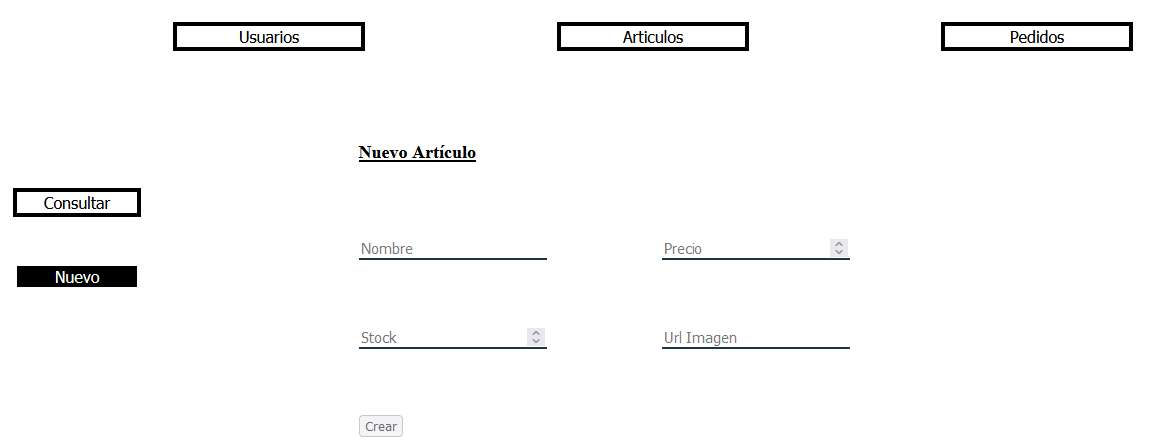 Usuarios Articulos Pedidos
Nuevo Artículo
Consultar
Nombre Precio
Nuevo
Stock Url Imagen
Crear